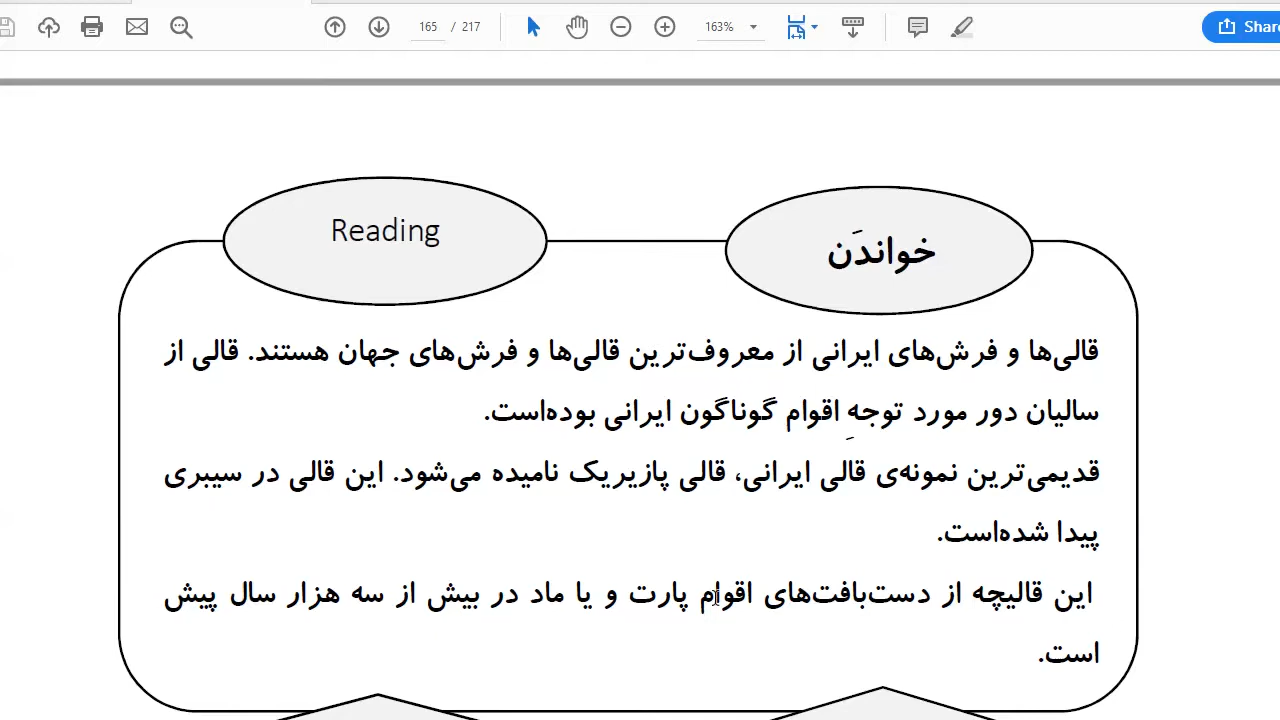 165 / 217
163%
Share
Reading
خواندَن
قالی‌ها و فرش‌های ایرانی از معروف‌ترین قالی‌ها و فرش‌های جهان هستند. قالی از
سالیان دور مورد توجهِ اقوام گوناگون ایرانی بوده‌است.
قدیمی‌ترین نمونه‌ی قالی ایرانی، قالی پازیریک نامیده می‌شود. این قالی در سیبری
پیدا شده‌است.
این قالیچه از دست‌بافت‌های اقوام پارت و یا ماد در بیش از سه هزار سال پیش
است.